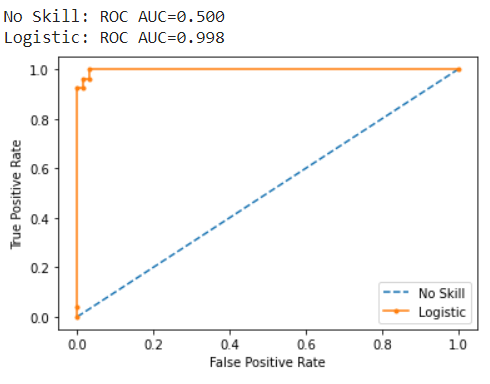 No Skill: ROC AUC=0.500
Logistic: ROC AUC=0.998
1.0
0.8
0.6
0.4
0.2
0.0
True Positive Rate
No Skill
Logistic
0.0 0.2 0.4 0.6 0.8 1.0
False Positive Rate